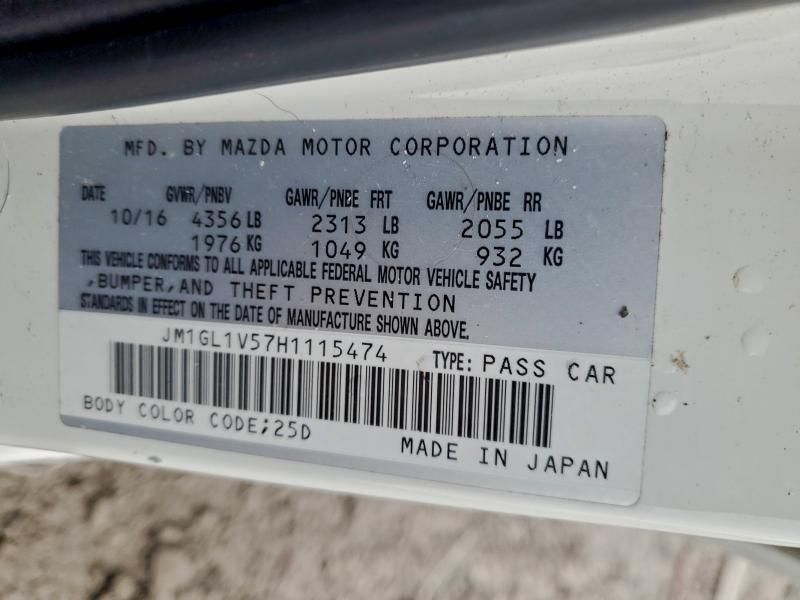 MFD. BY MAZDA MOTOR CORPORATION
DATE GVWR/PNBV GAWR/PNBE FRT GAWR/PNBE RR
10/16 4356 LB 2313 LB 2055 LB
1976 KG 1049 KG 932 KG
THIS VEHICLE CONFORMS TO ALL APPLICABLE FEDERAL MOTOR VEHICLE SAFETY
,BUMPER,AND THEFT PREVENTION
STANDARDS IN EFFECT ON THE DATE OF MANUFACTURE SHOWN ABOVE.
JM1GL1V57H1115474 TYPE: PASS CAR
BODY COLOR CODE;25D
MADE IN JAPAN